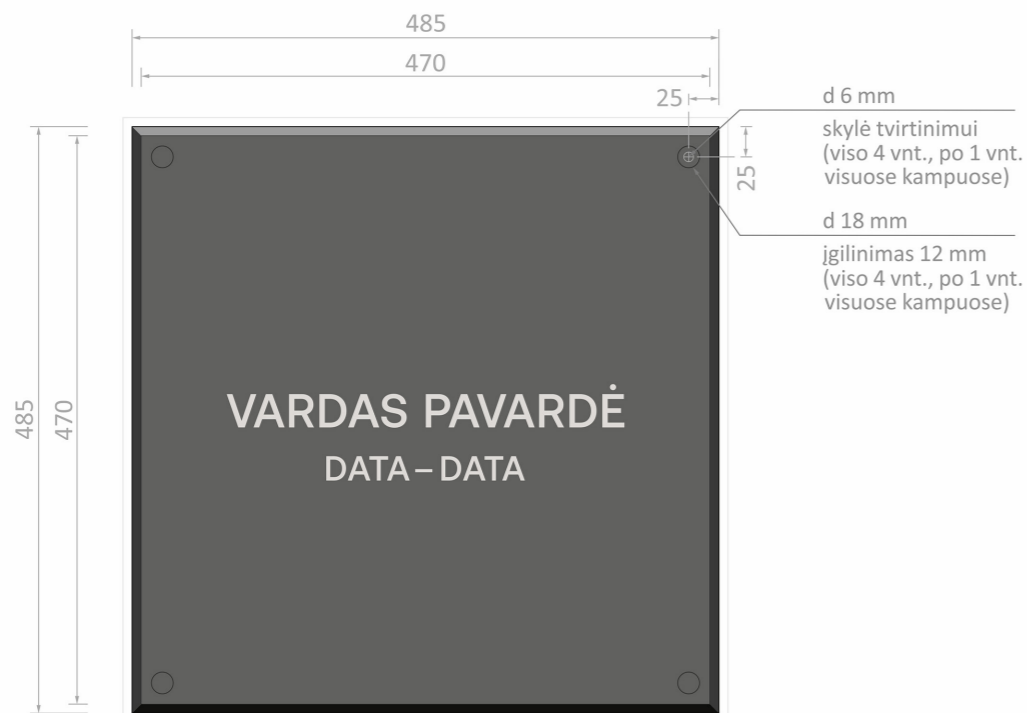 485
470
25
d 6 mm
skylė tvirtinimui
(viso 4 vnt., po 1 vnt.
visuose kampuose)
25
d 18 mm
įgilinimas 12 mm
(viso 4 vnt., po 1 vnt.
visuose kampuose)
485
470
VARDAS PAVARDĖ
DATA – DATA